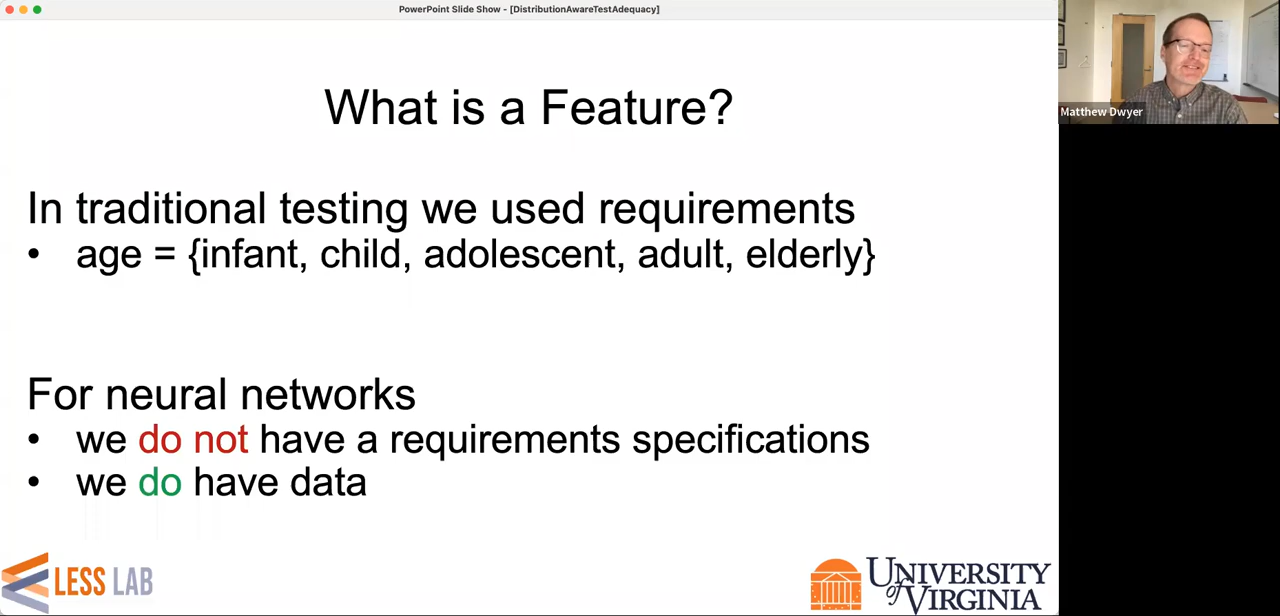 PowerPoint Slide Show - [DistributionAwareTestAdequacy]
What is a Feature?
In traditional testing we used requirements
• age = {infant, child, adolescent, adult, elderly}
For neural networks
• we do not have a requirements specifications
• we do have data
LESS LAB
UNIVERSITY
of VIRGINIA
Matthew Dwyer